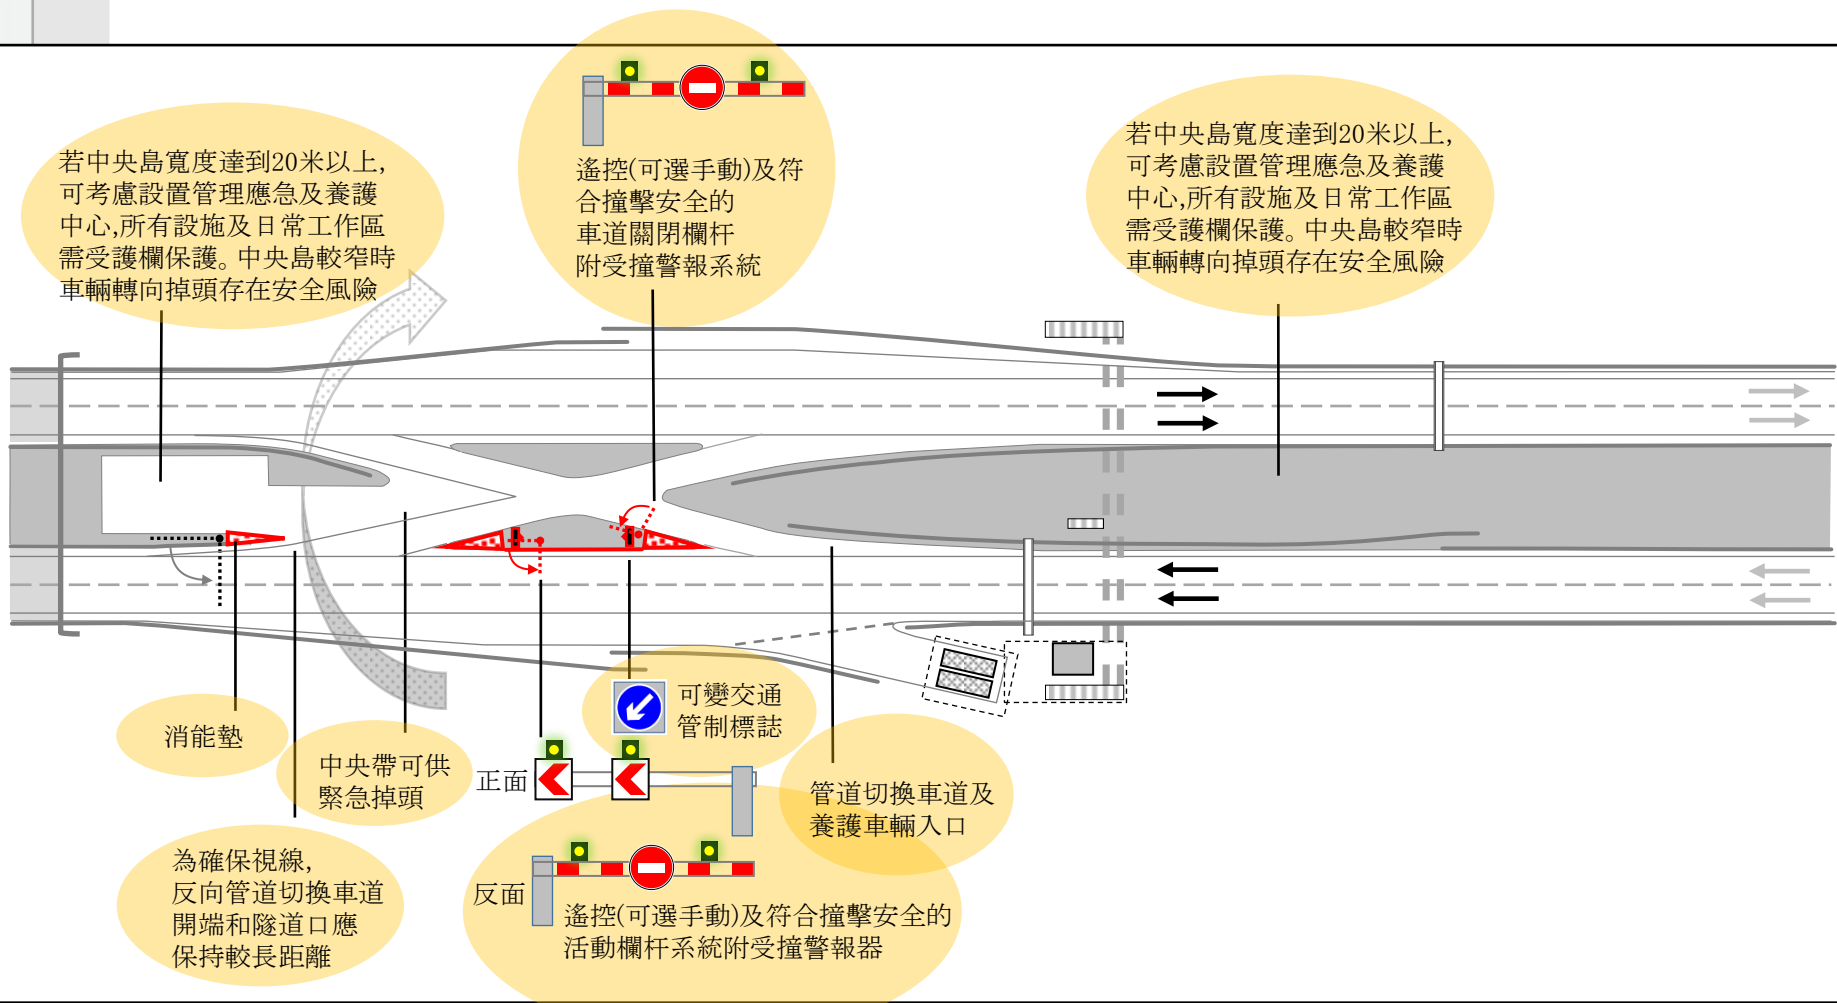 遙控(可選手動)及符
合撞擊安全的
車道關閉欄杆
附受撞警報系統
若中央島寬度達到20米以上,
可考慮設置管理應急及養護
中心,所有設施及日常工作區
需受護欄保護。中央島較窄時
車輛轉向掉頭存在安全風險
若中央島寬度達到20米以上,
可考慮設置管理應急及養護
中心,所有設施及日常工作區
需受護欄保護。中央島較窄時
車輛轉向掉頭存在安全風險
消能墊
中央帶可供
緊急掉頭
可變交通
管制標誌
正面
管道切換車道及
養護車輛入口
為確保視線,
反向管道切換車道
開端和隧道口應
保持較長距離
反面
遙控(可選手動)及符合撞擊安全的
活動欄杆系統附受撞警報器